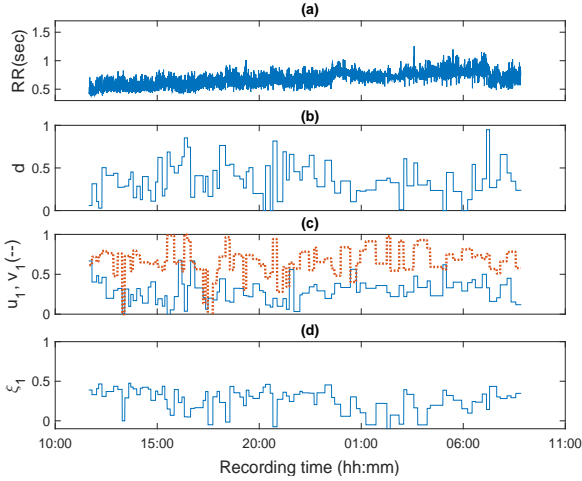 (a)
1.5
1
0.5
RR(sec)
(b)
1
0.5
0
d
(c)
1
0.5
0
u₁, v₁(--)
(d)
1
0.5
0
ξ₁
10:00 15:00 20:00 01:00 06:00 11:00
Recording time (hh:mm)